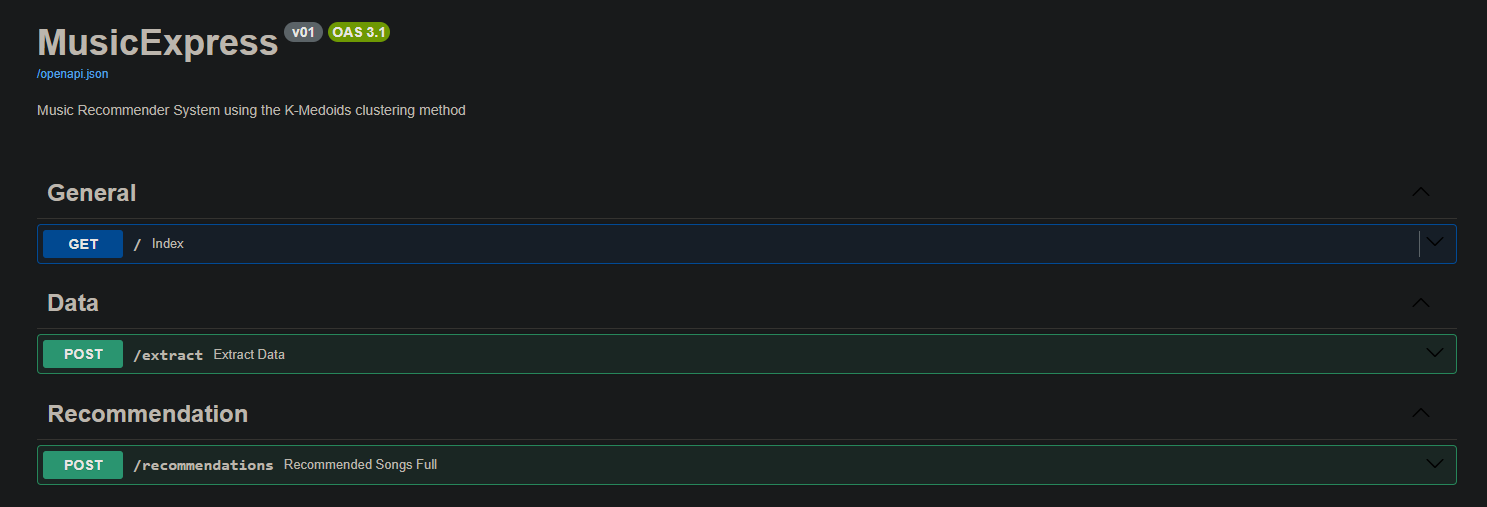 MusicExpress v01 OAS 3.1
/openapi.json
Music Recommender System using the K-Medoids clustering method
General
GET / Index
Data
POST /extract Extract Data
Recommendation
POST /recommendations Recommended Songs Full